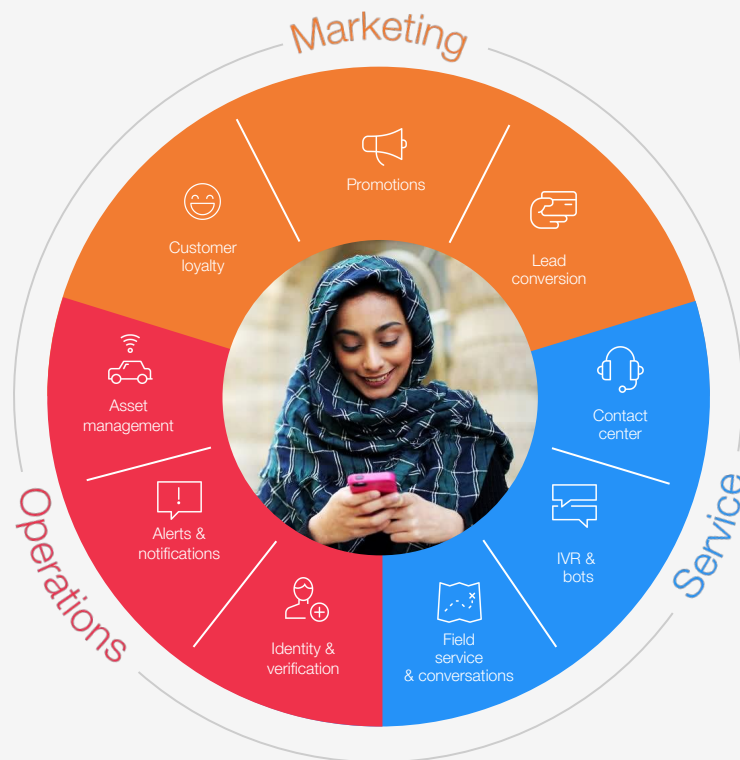 Marketing
Promotions
Customer
loyalty
Lead
conversion
Asset
management
Contact
center
Alerts &
notifications
IVR &
bots
Identity &
verification
Field
service
& conversations
Operations
Service